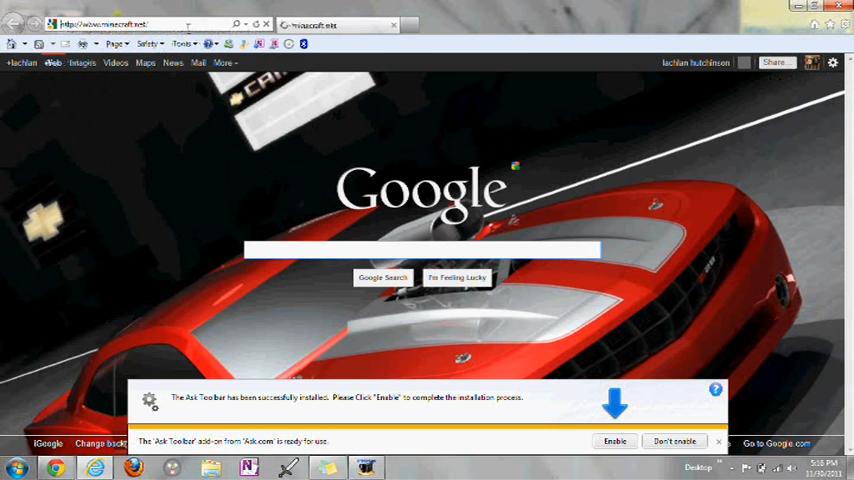 http://www.minecraft.net/
minecraft.net
Page
Safety
Tools
+lachlan Web Images Videos Maps News Mail More
lachlan hutchinson
Share...
Google
Google Search
I'm Feeling Lucky
The Ask Toolbar has been successfully installed. Please Click "Enable" to complete the installation process.
The 'Ask Toolbar' add-on from 'Ask.com' is ready for use.
Enable
Don't enable
iGoogle
Change back
Go to Google.com
Desktop
5:16 PM
11/30/2011